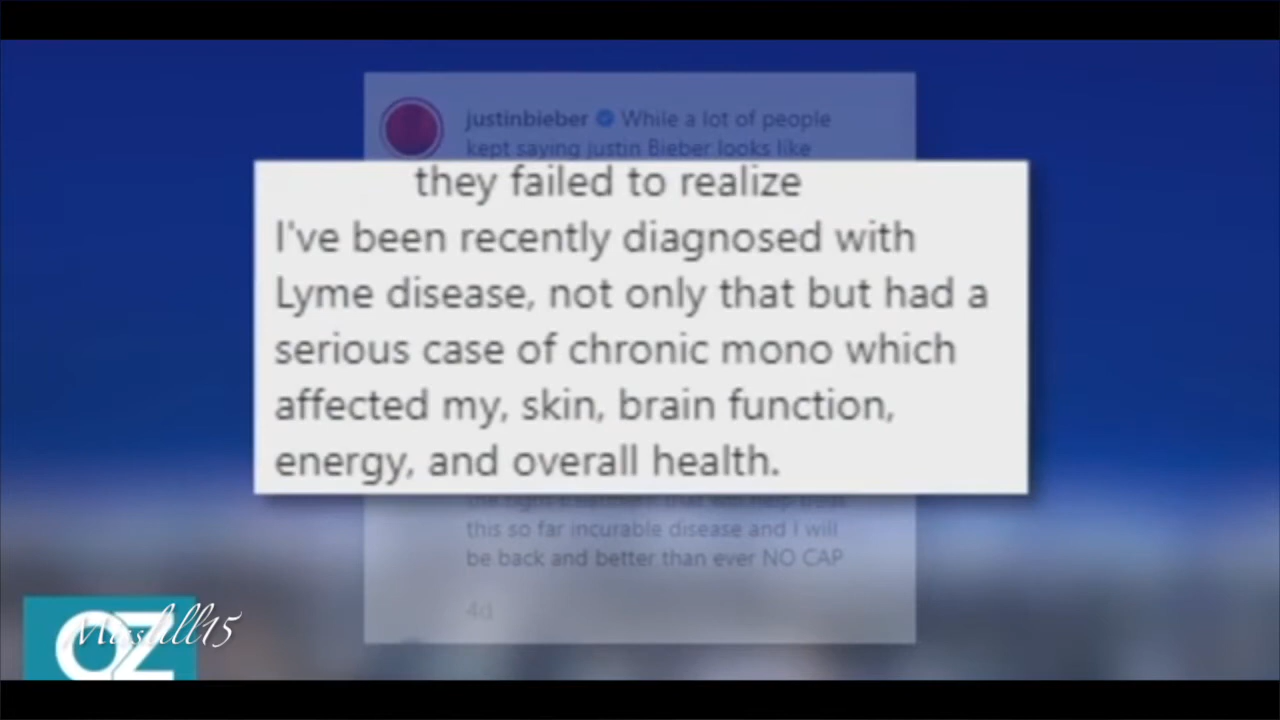 justinbieber While a lot of people
kept saying justin Bieber looks like
they failed to realize
I've been recently diagnosed with
Lyme disease, not only that but had a
serious case of chronic mono which
affected my, skin, brain function,
energy, and overall health.
this so far incurable disease and I will
be back and better than ever NO CAP
4d
OZ